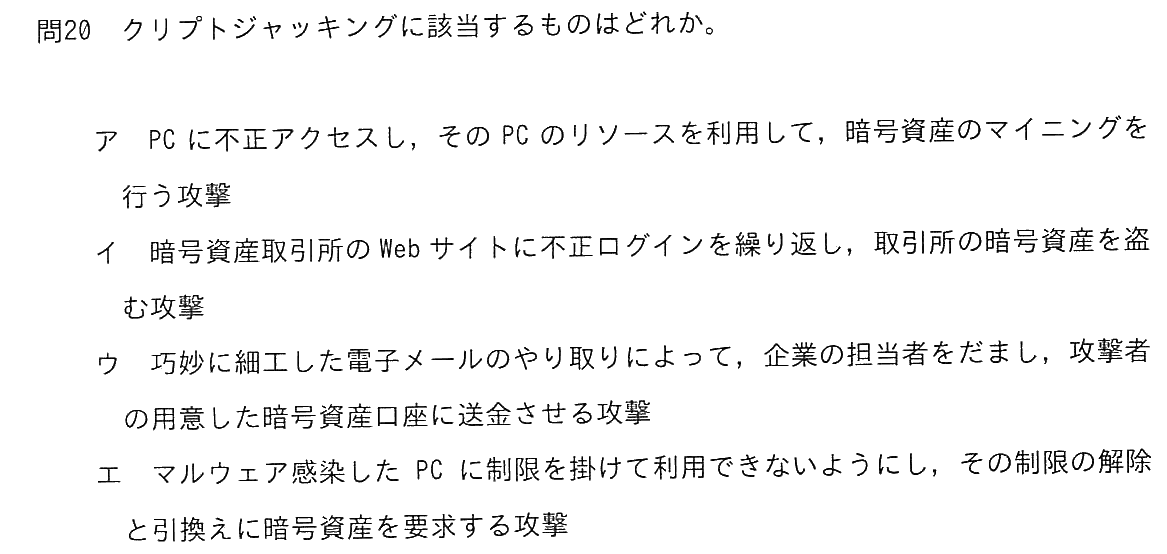 問20　クリプトジャッキングに該当するものはどれか。
ア　PCに不正アクセスし，そのPCのリソースを利用して，暗号資産のマイニングを
行う攻撃
イ　暗号資産取引所のWebサイトに不正ログインを繰り返し，取引所の暗号資産を盗
む攻撃
ウ　巧妙に細工した電子メールのやり取りによって，企業の担当者をだまし，攻撃者
の用意した暗号資産口座に送金させる攻撃
エ　マルウェア感染したPCに制限を掛けて利用できないようにし，その制限の解除
と引換えに暗号資産を要求する攻撃